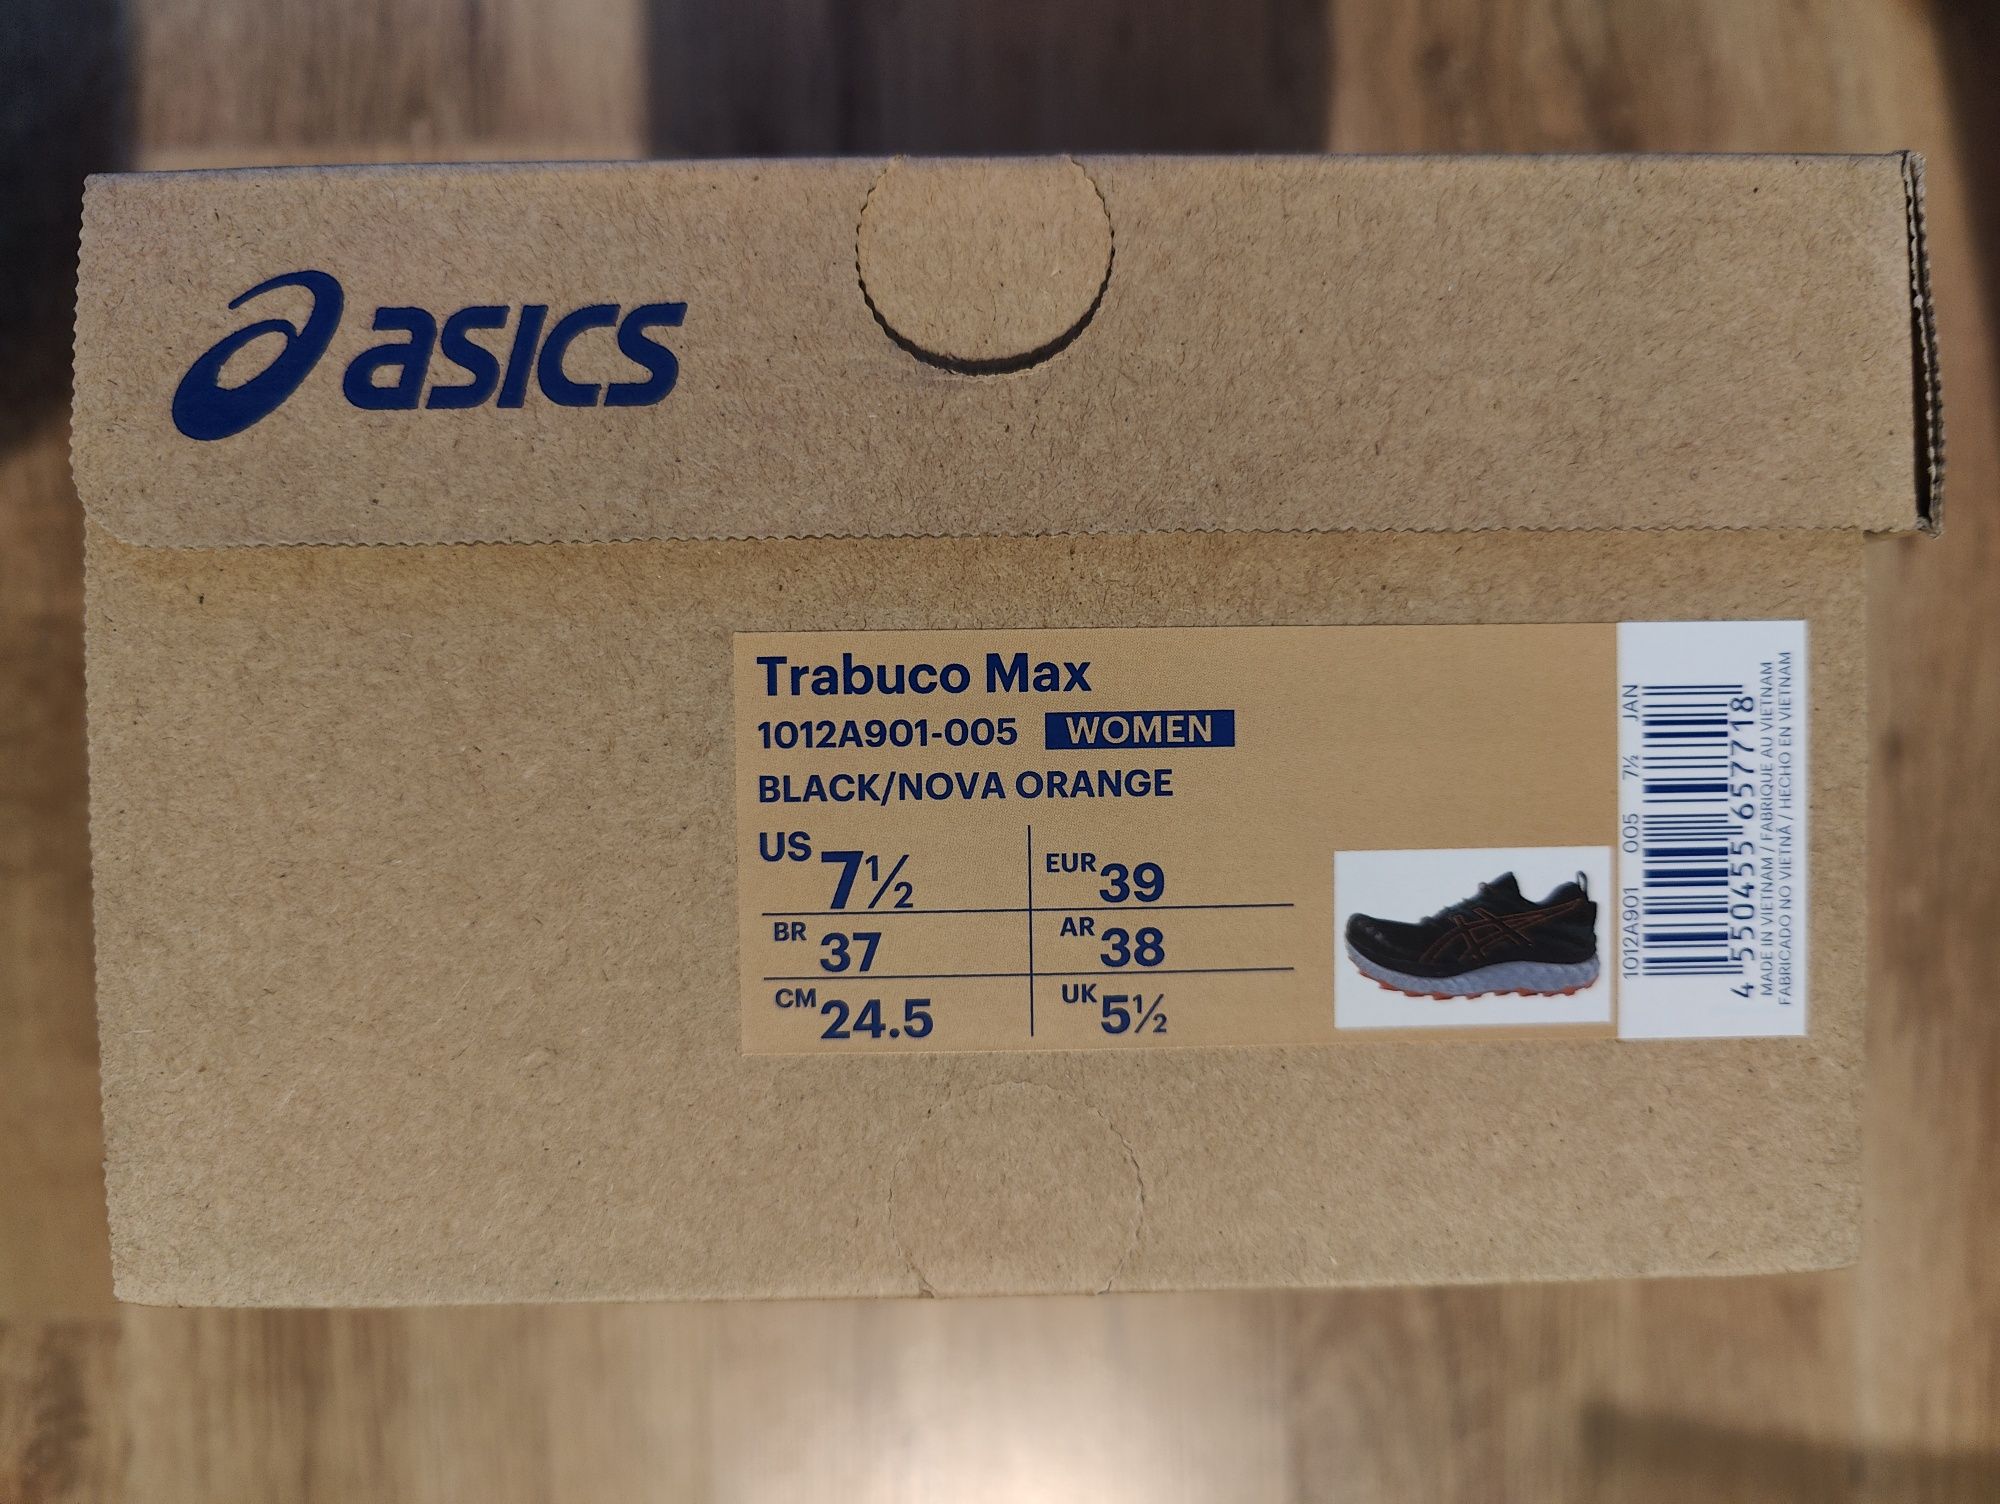 asics
Trabuco Max
1012A901-005 WOMEN
BLACK/NOVA ORANGE
US 7½ EUR 39
BR 37 AR 38
CM 24.5 UK 5½
1012A901 005 7½ JAN
4 550455 657718
MADE IN VIETNAM / FABRIQUÉ AU VIETNAM
FABRICADO NO VIETNÃ / HECHO EN VIETNAM